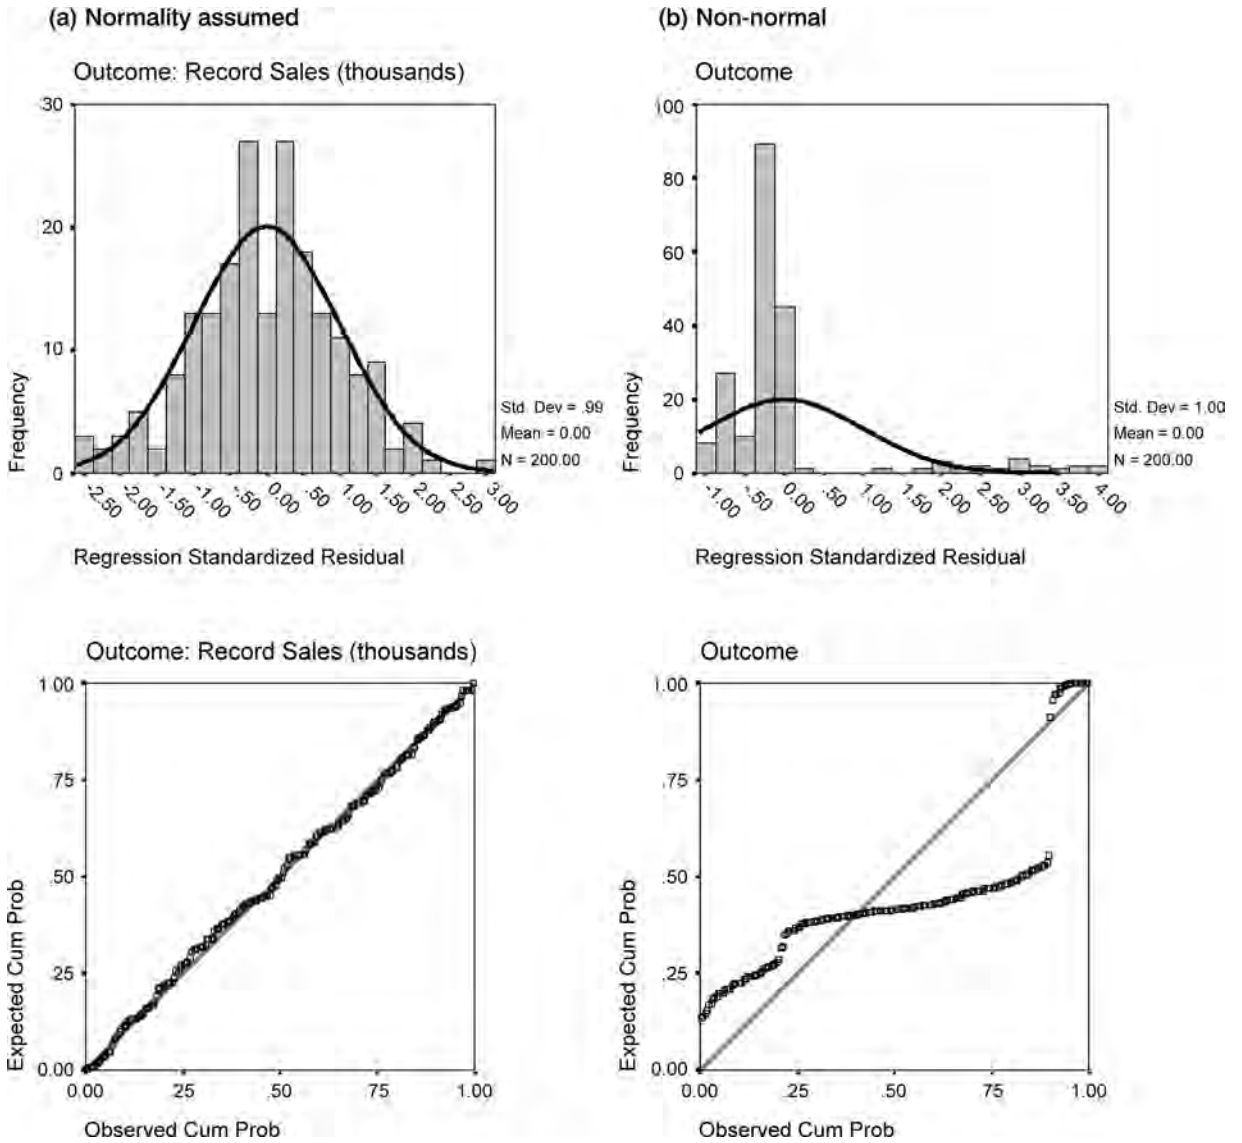 (a) Normality assumed
Outcome: Record Sales (thousands)
30
20
10
0
Frequency
-2.50
-2.00
-1.50
-1.00
-.50
0.00
.50
1.00
1.50
2.00
2.50
3.00
Std. Dev = .99
Mean = 0.00
N = 200.00
Regression Standardized Residual
(b) Non-normal
Outcome
100
80
60
40
20
0
Frequency
-1.00
-.50
0.00
.50
1.00
1.50
2.00
2.50
3.00
3.50
4.00
Std. Dev = 1.00
Mean = 0.00
N = 200.00
Regression Standardized Residual
Outcome: Record Sales (thousands)
1.00
.75
.50
.25
0.00
Expected Cum Prob
0.00
.25
.50
.75
1.00
Observed Cum Prob
Outcome
1.00
.75
.50
.25
0.00
Expected Cum Prob
0.00
.25
.50
.75
1.00
Observed Cum Prob